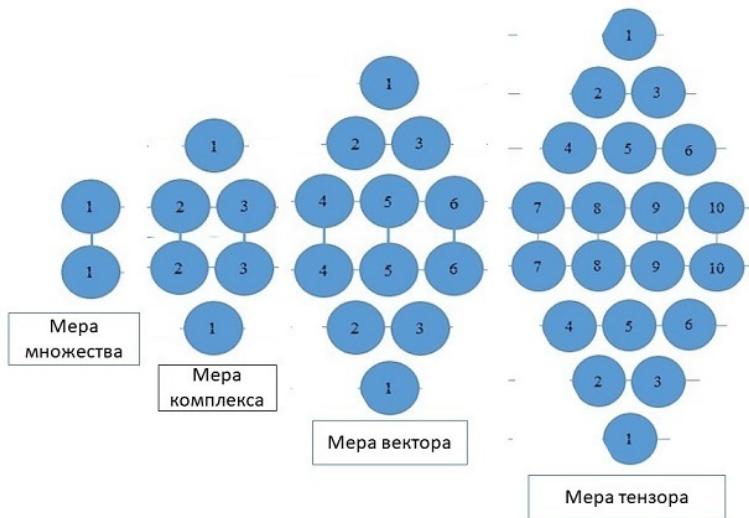 1
1
Мера
множества
1
2 3
2 3
1
Мера
комплекса
1
2 3
4 5 6
4 5 6
2 3
1
Мера вектора
1
2 3
4 5 6
7 8 9 10
7 8 9 10
4 5 6
2 3
1
Мера тензора